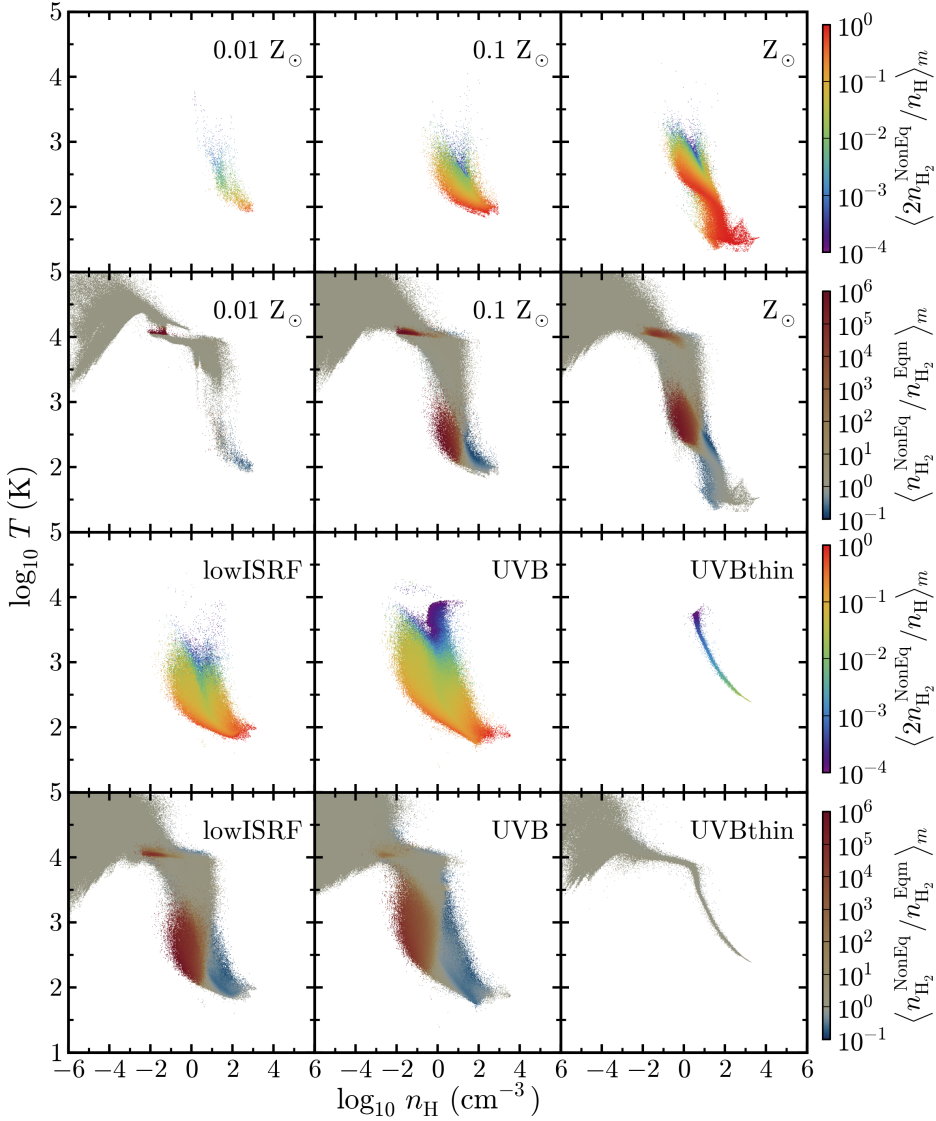 5
0.01 Z⊙
0.1 Z⊙
Z⊙
4
3
2
10^0
10^−1
10^−2
10^−3
10^−4
⟨2n_H2^NonEq/n_H⟩_m
5
0.01 Z⊙
0.1 Z⊙
Z⊙
4
3
2
10^6
10^5
10^4
10^3
10^2
10^1
10^0
10^−1
⟨n_H2^NonEq/n_H2^Eqm⟩_m
log10 T (K)
5
lowISRF
UVB
UVBthin
4
3
2
10^0
10^−1
10^−2
10^−3
10^−4
⟨2n_H2^NonEq/n_H⟩_m
5
lowISRF
UVB
UVBthin
4
3
2
1
10^6
10^5
10^4
10^3
10^2
10^1
10^0
10^−1
⟨n_H2^NonEq/n_H2^Eqm⟩_m
−6 −4 −2 0 2 4 6 −4 −2 0 2 4 6 −4 −2 0 2 4 6
log10 n_H (cm^−3)